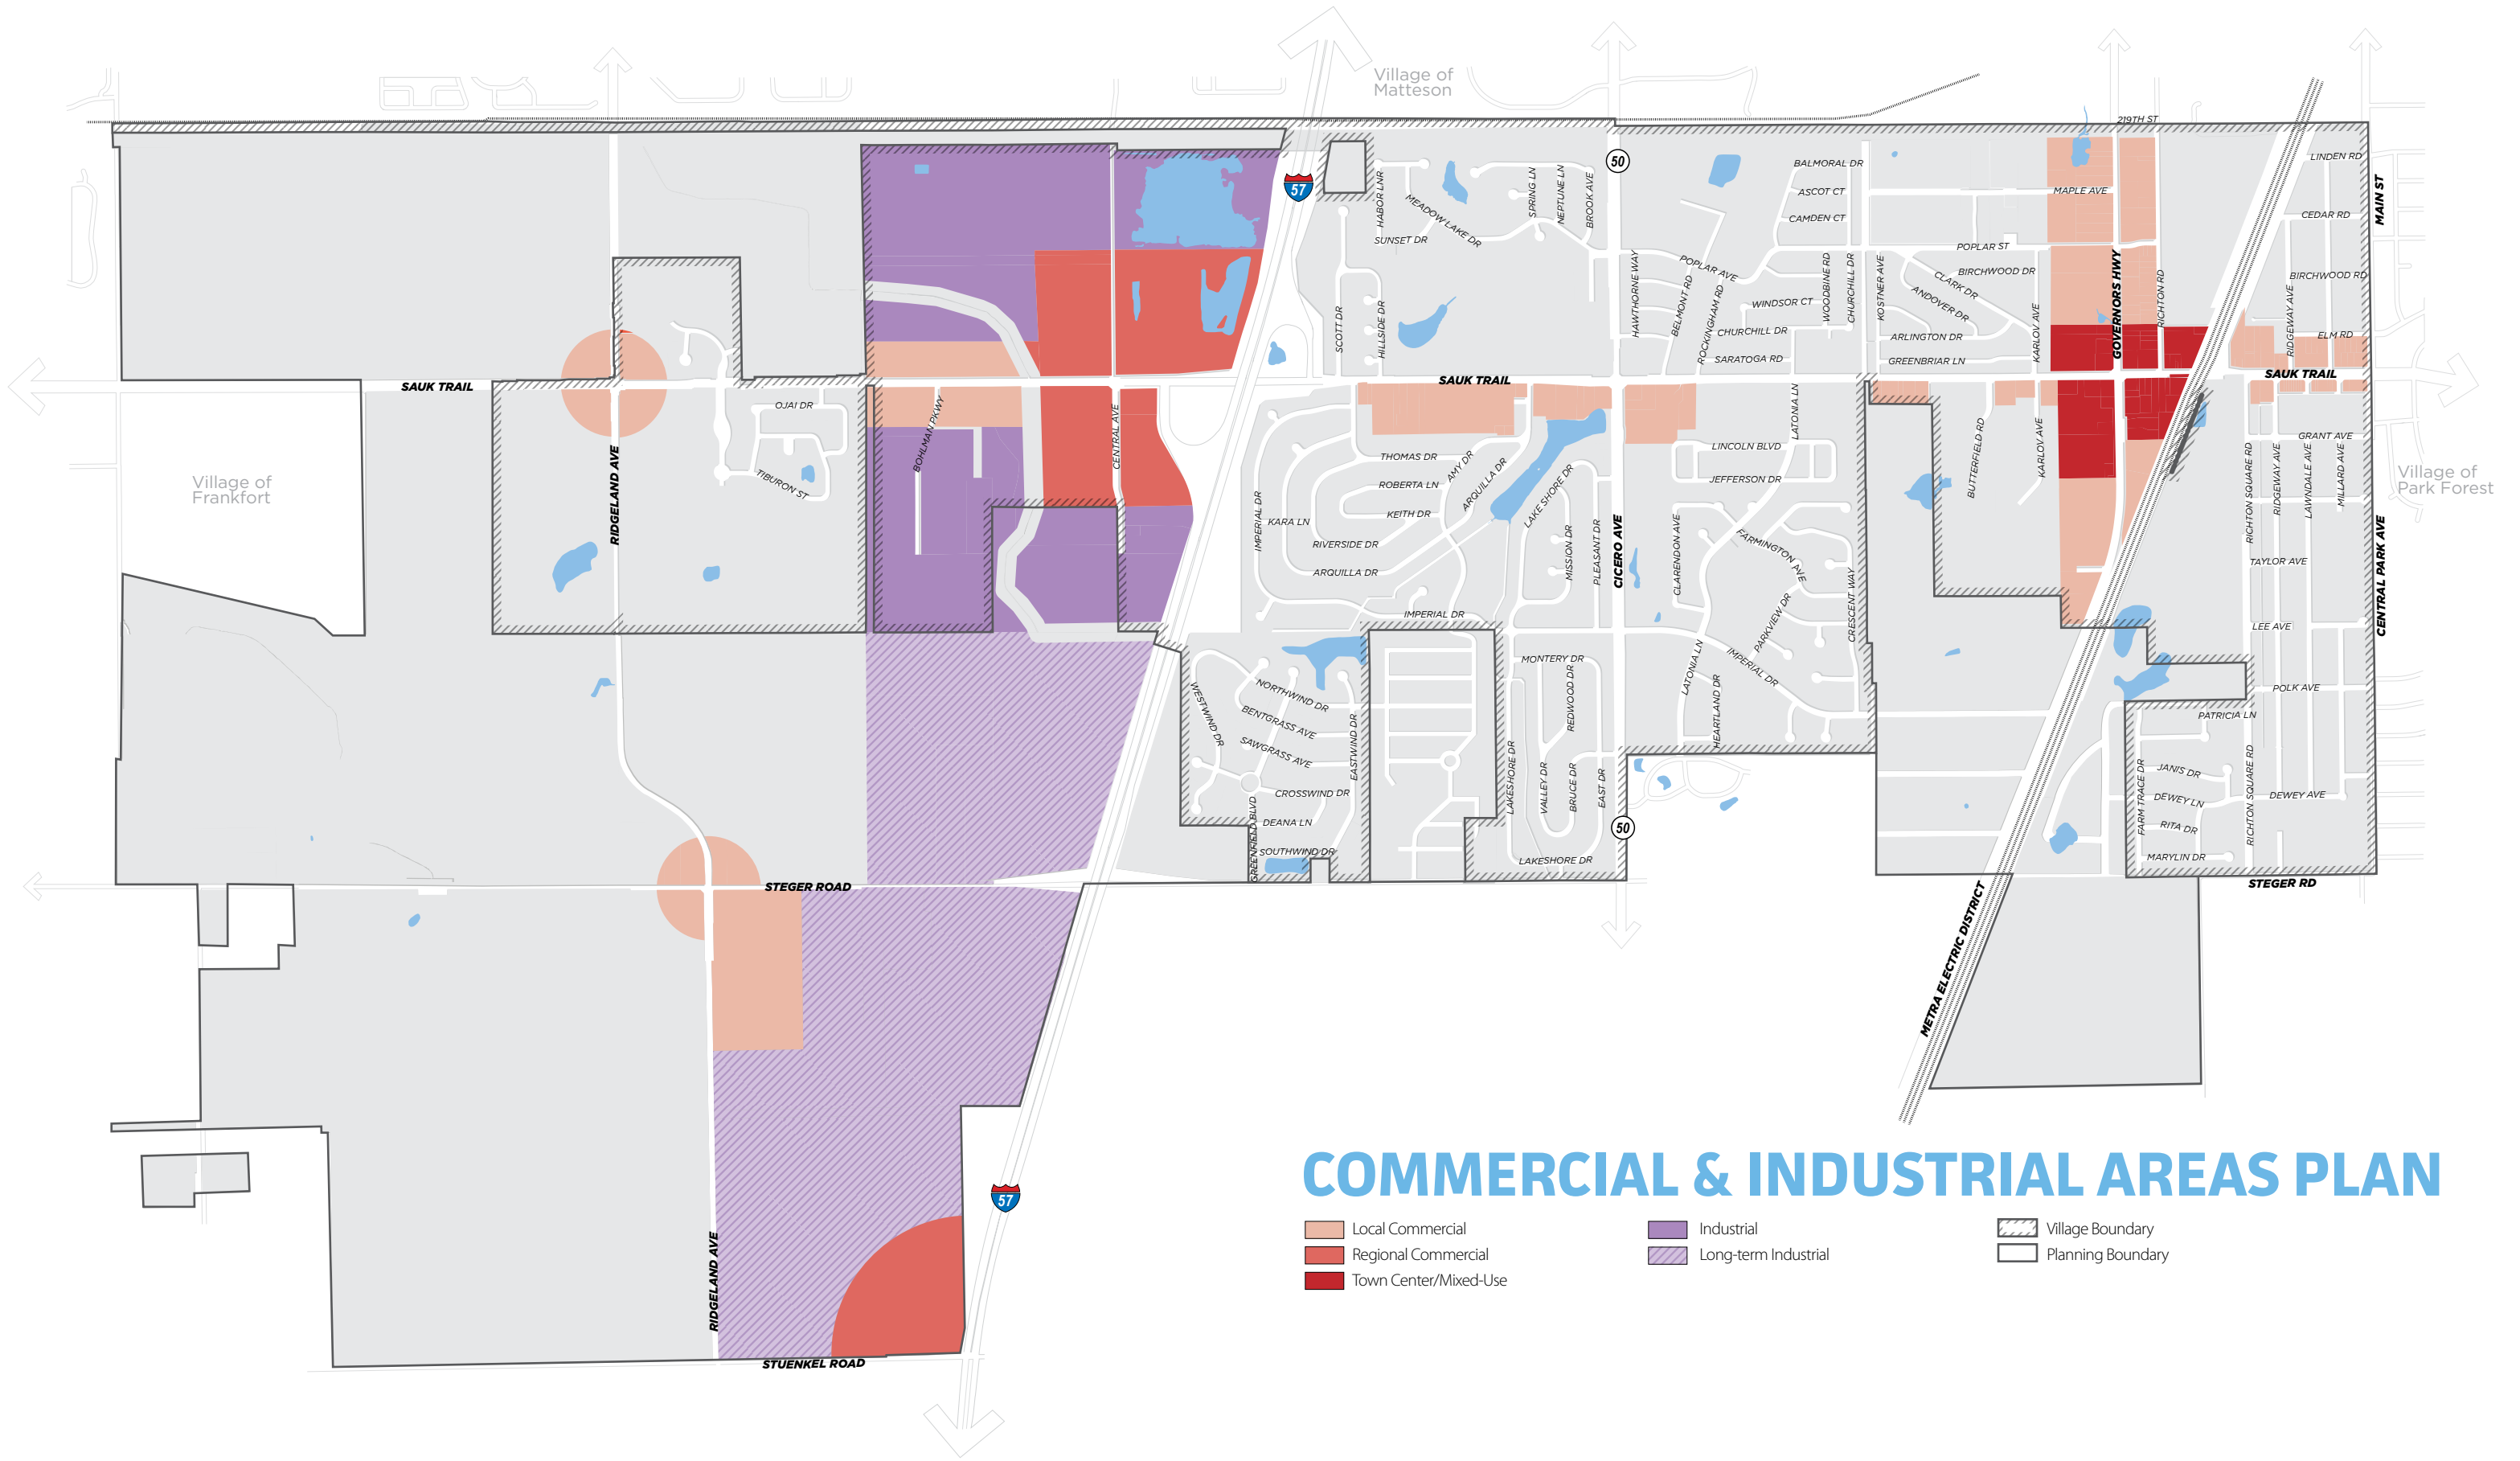 Village of
Matteson
219TH ST
LINDEN RD
MAIN ST
50
57
BALMORAL DR
ASCOT CT
MAPLE AVE
CAMDEN CT
CEDAR RD
HABOR LNR
MEADOW LAKE DR
SPRING LN
NEPTUNE LN
BROOK AVE
SUNSET DR
POPLAR ST
POPLAR AVE
BIRCHWOOD DR
CLARK DR
ANDOVER DR
BIRCHWOOD RD
HAWTHORNE WAY
BELMONT RD
ROCKINGHAM RD
WINDSOR CT
WOODBINE RD
CHURCHILL DR
KOSTNER AVE
KARLOV AVE
GOVERNORS HWY
RICHTON RD
RIDGEWAY AVE
SCOTT DR
HILLSIDE DR
CHURCHILL DR
ARLINGTON DR
ELM RD
SARATOGA RD
GREENBRIAR LN
SAUK TRAIL
SAUK TRAIL
SAUK TRAIL
Village of
Frankfort
RIDGELAND AVE
OJAI DR
TIBURON ST
BOHLMAN PKWY
CENTRAL AVE
LATONIA LN
LINCOLN BLVD
JEFFERSON DR
THOMAS DR
AMY DR
ROBERTA LN
ARQUILLA DR
KEITH DR
LAKE SHORE DR
KARA LN
IMPERIAL DR
RIVERSIDE DR
ARQUILLA DR
MISSION DR
PLEASANT DR
CICERO AVE
CLARENDON AVE
FARMINGTON AVE
CRESCENT WAY
PARKVIEW DR
IMPERIAL DR
IMPERIAL DR
BUTTERFIELD RD
KARLOV AVE
GRANT AVE
RICHTON SQUARE RD
RIDGEWAY AVE
LAWNDALE AVE
MILLARD AVE
Village of
Park Forest
CENTRAL PARK AVE
TAYLOR AVE
LEE AVE
POLK AVE
PATRICIA LN
LATONIA LN
HEARTLAND DR
MONTERY DR
REDWOOD DR
WESTWIND DR
NORTHWIND DR
BENTGRASS AVE
SAWGRASS AVE
EASTWIND DR
CROSSWIND DR
DEANA LN
GREENFIELD BLVD
SOUTHWIND DR
LAKESHORE DR
VALLEY DR
BRUCE DR
EAST DR
50
LAKESHORE DR
FARM TRACE DR
JANIS DR
DEWEY LN
RITA DR
MARYLIN DR
RICHTON SQUARE RD
DEWEY AVE
STEGER ROAD
STEGER RD
METRA ELECTRIC DISTRICT
57
RIDGELAND AVE
STUENKEL ROAD
COMMERCIAL & INDUSTRIAL AREAS PLAN
Local Commercial
Regional Commercial
Town Center/Mixed-Use
Industrial
Long-term Industrial
Village Boundary
Planning Boundary